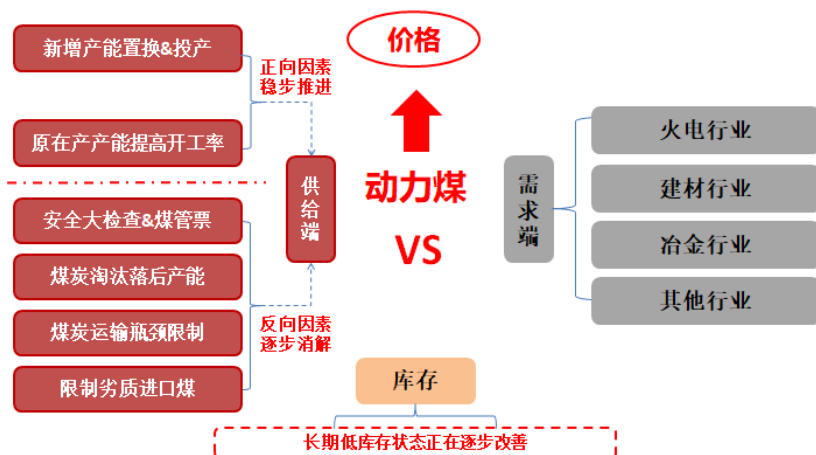 价格
新增产能置换&投产
原在产产能提高开工率
正向因素
稳步推进
安全大检查&煤管票
煤炭淘汰落后产能
煤炭运输瓶颈限制
限制劣质进口煤
反向因素
逐步消解
供给端
动力煤
VS
需求端
火电行业
建材行业
冶金行业
其他行业
库存
长期低库存状态正在逐步改善